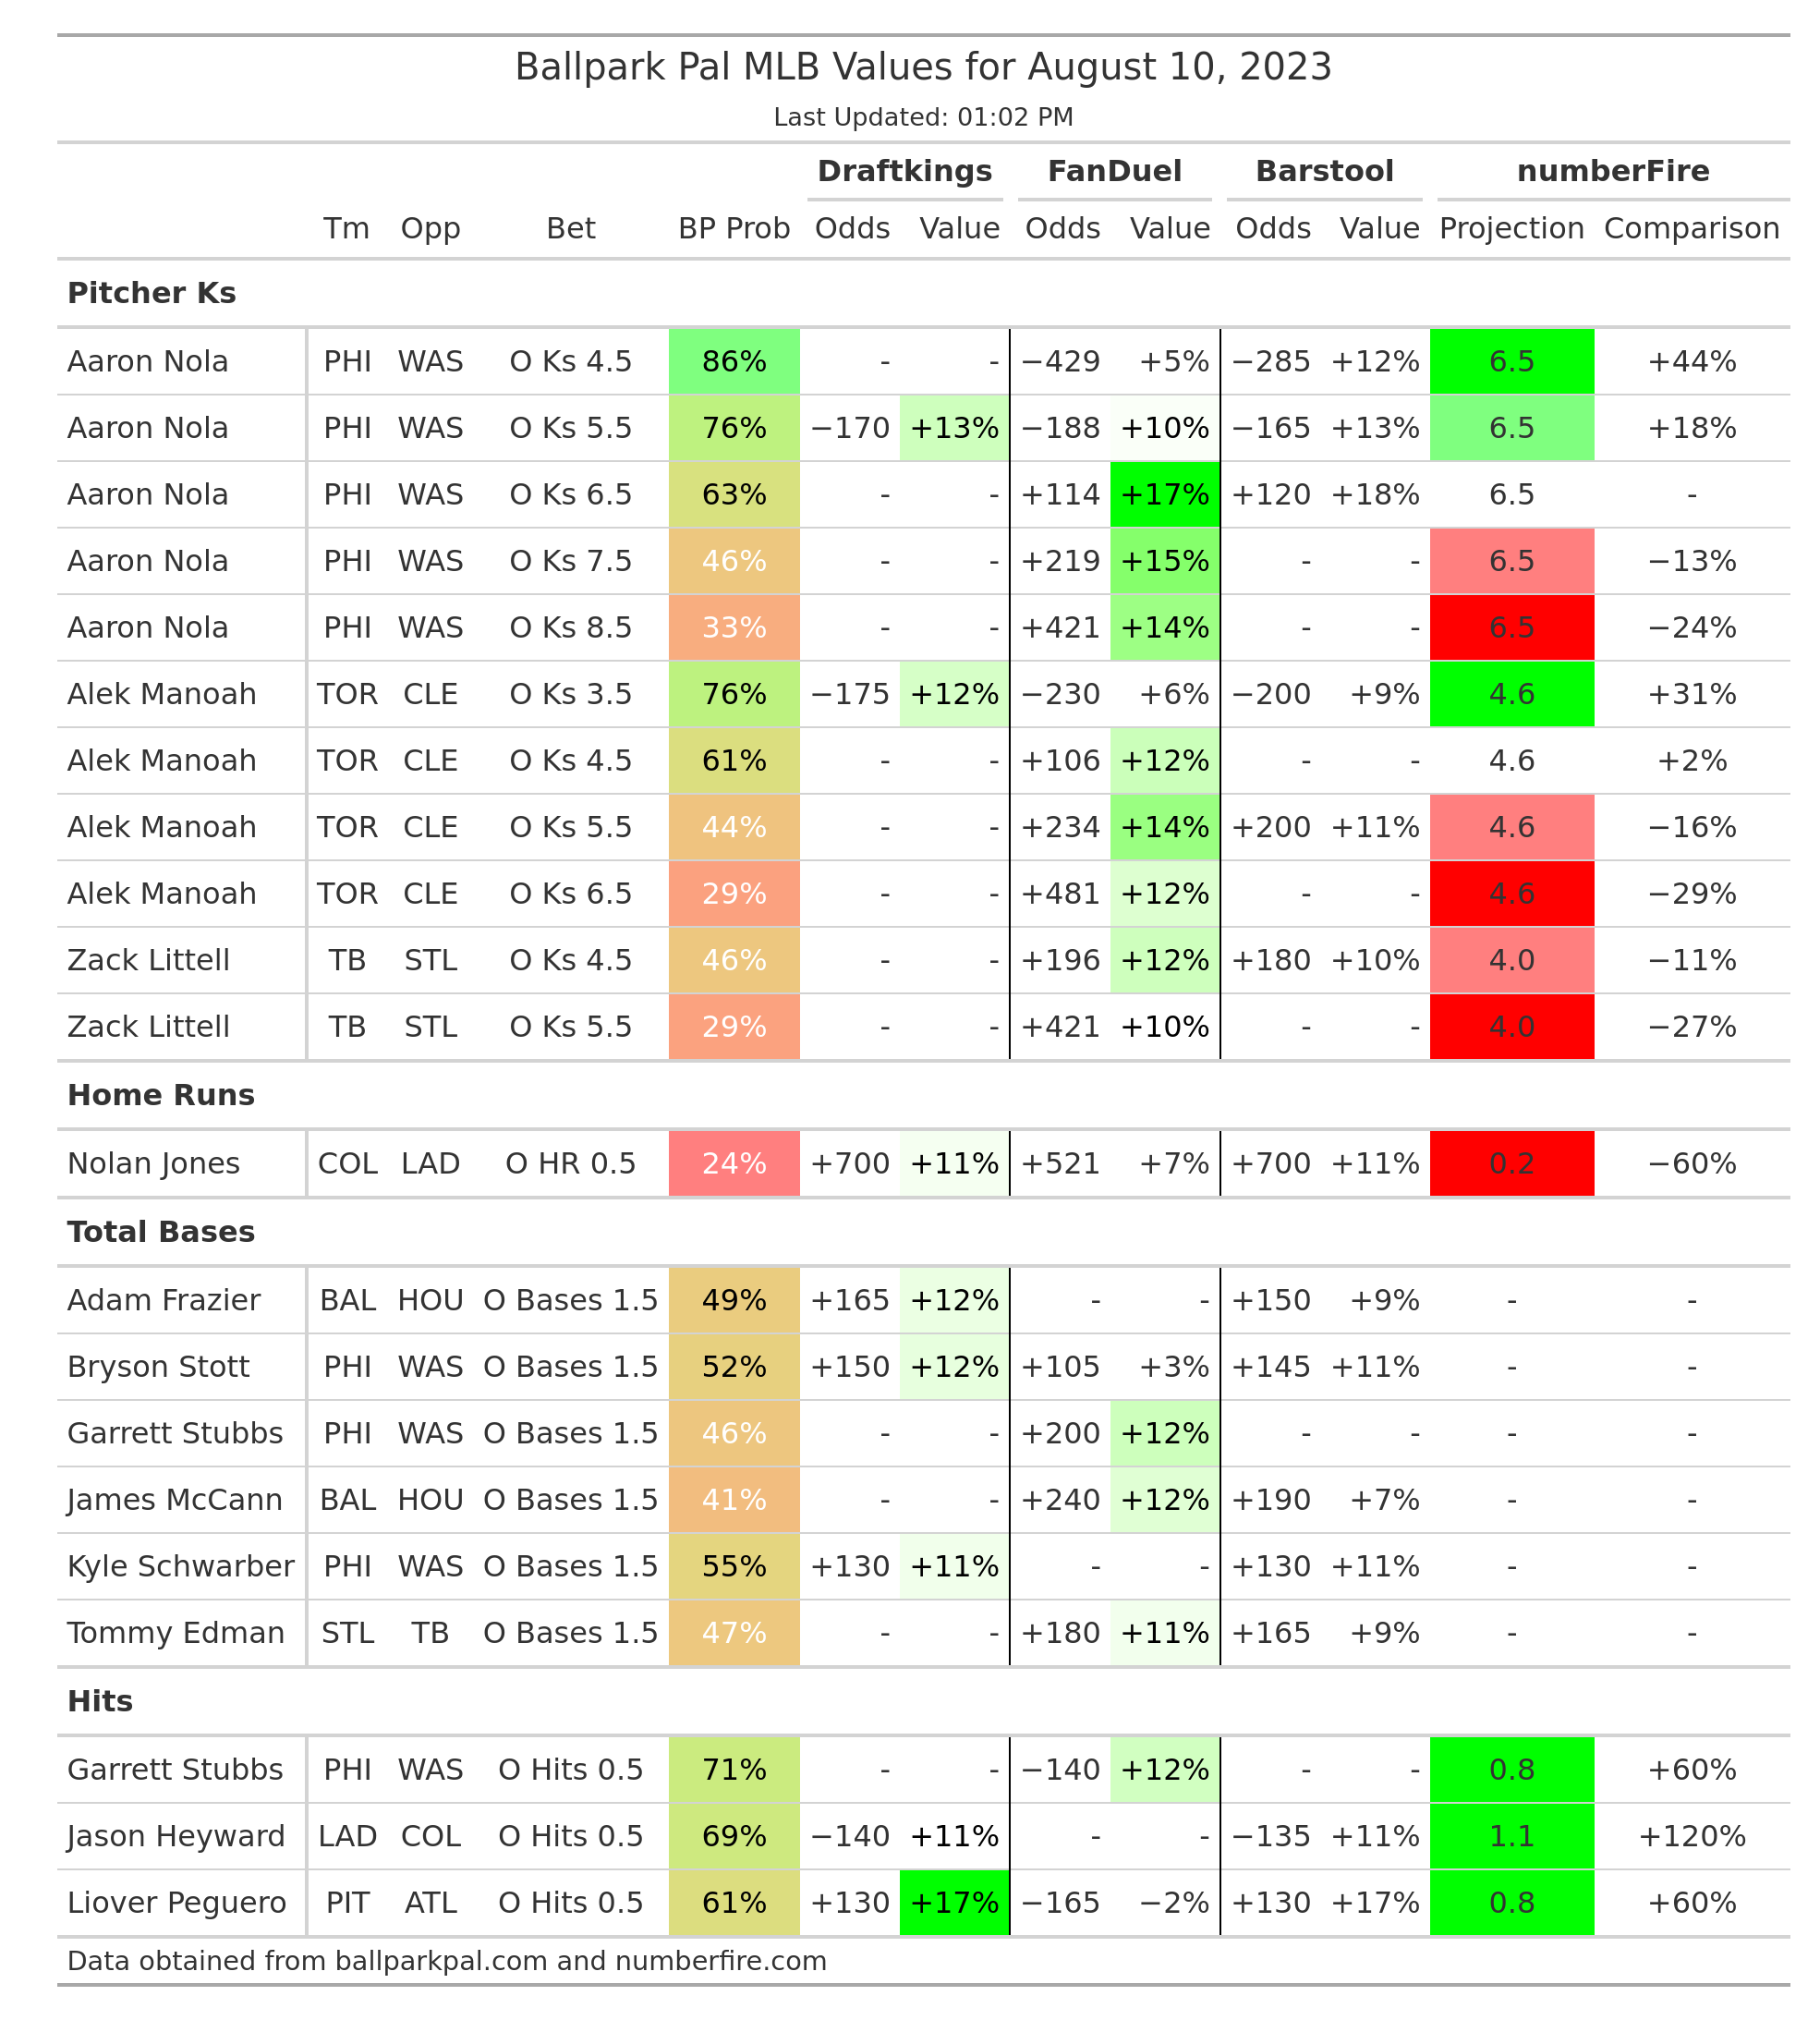 Ballpark Pal MLB Values for August 10, 2023
Last Updated: 01:02 PM
Draftkings FanDuel Barstool numberFire
Tm Opp Bet BP Prob Odds Value Odds Value Odds Value Projection Comparison
Pitcher Ks
Aaron Nola PHI WAS O Ks 4.5 86% - - −429 +5% −285 +12% 6.5 +44%
Aaron Nola PHI WAS O Ks 5.5 76% −170 +13% −188 +10% −165 +13% 6.5 +18%
Aaron Nola PHI WAS O Ks 6.5 63% - - +114 +17% +120 +18% 6.5 -
Aaron Nola PHI WAS O Ks 7.5 46% - - +219 +15% - - 6.5 −13%
Aaron Nola PHI WAS O Ks 8.5 33% - - +421 +14% - - 6.5 −24%
Alek Manoah TOR CLE O Ks 3.5 76% −175 +12% −230 +6% −200 +9% 4.6 +31%
Alek Manoah TOR CLE O Ks 4.5 61% - - +106 +12% - - 4.6 +2%
Alek Manoah TOR CLE O Ks 5.5 44% - - +234 +14% +200 +11% 4.6 −16%
Alek Manoah TOR CLE O Ks 6.5 29% - - +481 +12% - - 4.6 −29%
Zack Littell TB STL O Ks 4.5 46% - - +196 +12% +180 +10% 4.0 −11%
Zack Littell TB STL O Ks 5.5 29% - - +421 +10% - - 4.0 −27%
Home Runs
Nolan Jones COL LAD O HR 0.5 24% +700 +11% +521 +7% +700 +11% 0.2 −60%
Total Bases
Adam Frazier BAL HOU O Bases 1.5 49% +165 +12% - - +150 +9% - -
Bryson Stott PHI WAS O Bases 1.5 52% +150 +12% +105 +3% +145 +11% - -
Garrett Stubbs PHI WAS O Bases 1.5 46% - - +200 +12% - - - -
James McCann BAL HOU O Bases 1.5 41% - - +240 +12% +190 +7% - -
Kyle Schwarber PHI WAS O Bases 1.5 55% +130 +11% - - +130 +11% - -
Tommy Edman STL TB O Bases 1.5 47% - - +180 +11% +165 +9% - -
Hits
Garrett Stubbs PHI WAS O Hits 0.5 71% - - −140 +12% - - 0.8 +60%
Jason Heyward LAD COL O Hits 0.5 69% −140 +11% - - −135 +11% 1.1 +120%
Liover Peguero PIT ATL O Hits 0.5 61% +130 +17% −165 −2% +130 +17% 0.8 +60%
Data obtained from ballparkpal.com and numberfire.com